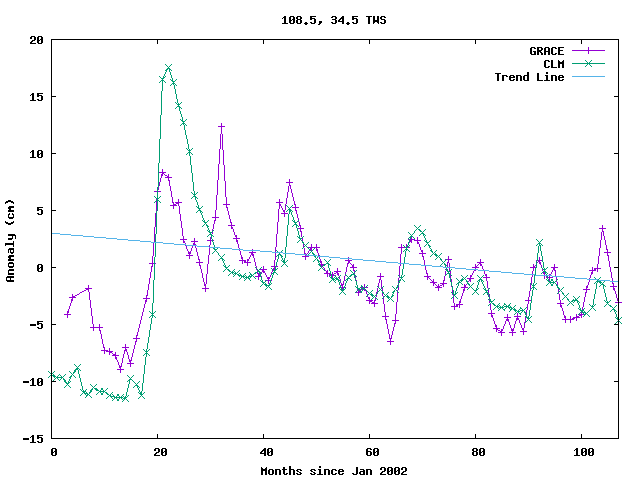 108.5, 34.5 TWS
GRACE
CLM
Trend Line
20
15
10
5
0
-5
-10
-15
Anomaly (cm)
0 20 40 60 80 100
Months since Jan 2002